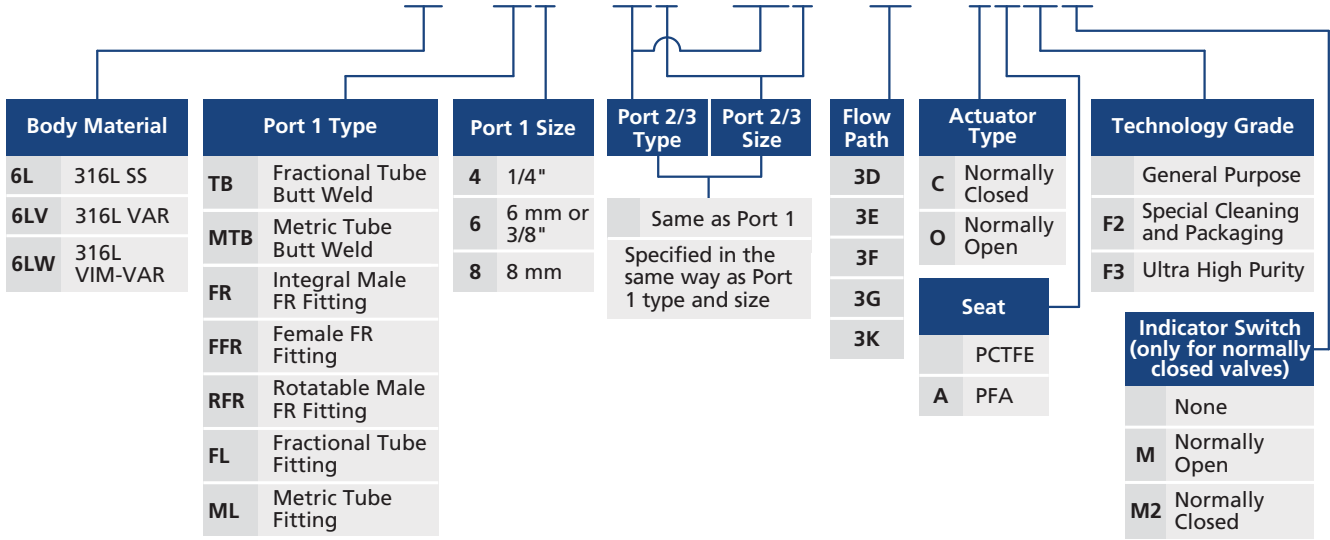 Body Material
6L 316L SS
6LV 316L VAR
6LW 316L
VIM-VAR
Port 1 Type
TB Fractional Tube
Butt Weld
MTB Metric Tube
Butt Weld
FR Integral Male
FR Fitting
FFR Female FR
Fitting
RFR Rotatable Male
FR Fitting
FL Fractional Tube
Fitting
ML Metric Tube
Fitting
Port 1 Size
4 1/4"
6 6 mm or
3/8"
8 8 mm
Port 2/3
Type
Port 2/3
Size
Same as Port 1
Specified in the
same way as Port
1 type and size
Flow
Path
3D
3E
3F
3G
3K
Actuator
Type
C Normally
Closed
O Normally
Open
Seat
PCTFE
A PFA
Technology Grade
General Purpose
F2 Special Cleaning
and Packaging
F3 Ultra High Purity
Indicator Switch
(only for normally
closed valves)
None
M Normally
Open
M2 Normally
Closed